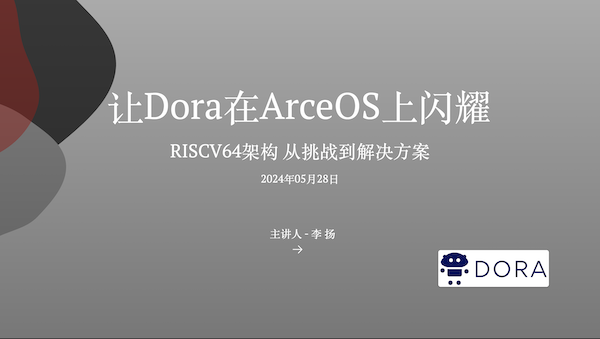 让Dora在ArceOS上闪耀
RISCV64架构 从挑战到解决方案
2024年05月28日
主讲人 - 李 扬
→
DORA